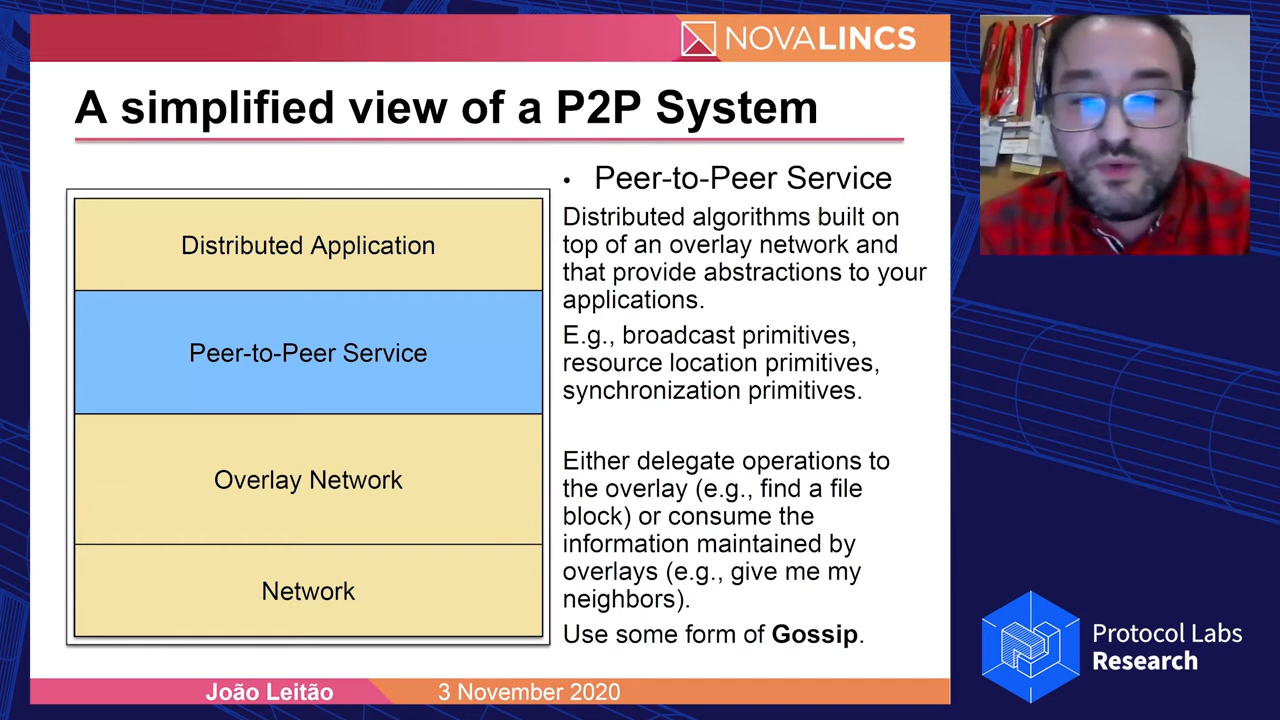 NOVALINCS
A simplified view of a P2P System
Distributed Application
Peer-to-Peer Service
Overlay Network
Network
• Peer-to-Peer Service
Distributed algorithms built on
top of an overlay network and
that provide abstractions to your
applications.
E.g., broadcast primitives,
resource location primitives,
synchronization primitives.
Either delegate operations to
the overlay (e.g., find a file
block) or consume the
information maintained by
overlays (e.g., give me my
neighbors).
Use some form of Gossip.
João Leitão
3 November 2020
Protocol Labs
Research